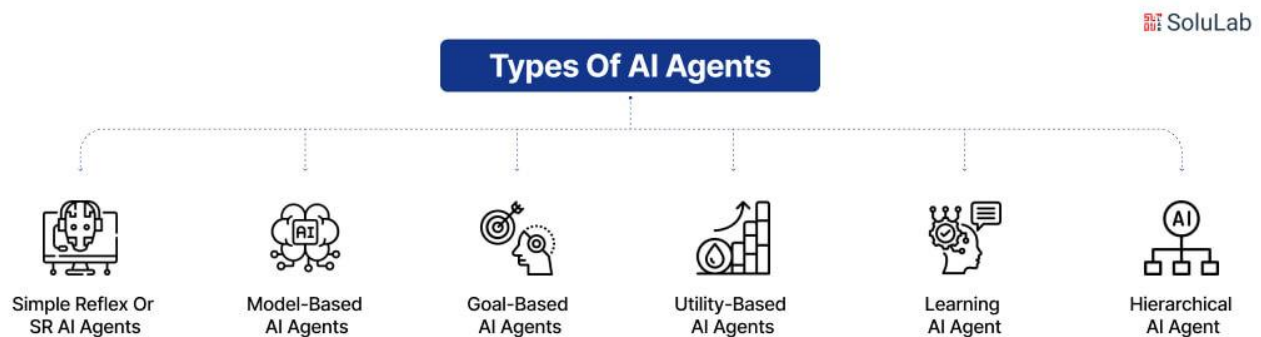 SoluLab
Types Of AI Agents
AI
AI
Simple Reflex Or
SR AI Agents
Model-Based
AI Agents
Goal-Based
AI Agents
Utility-Based
AI Agents
Learning
AI Agent
Hierarchical
AI Agent